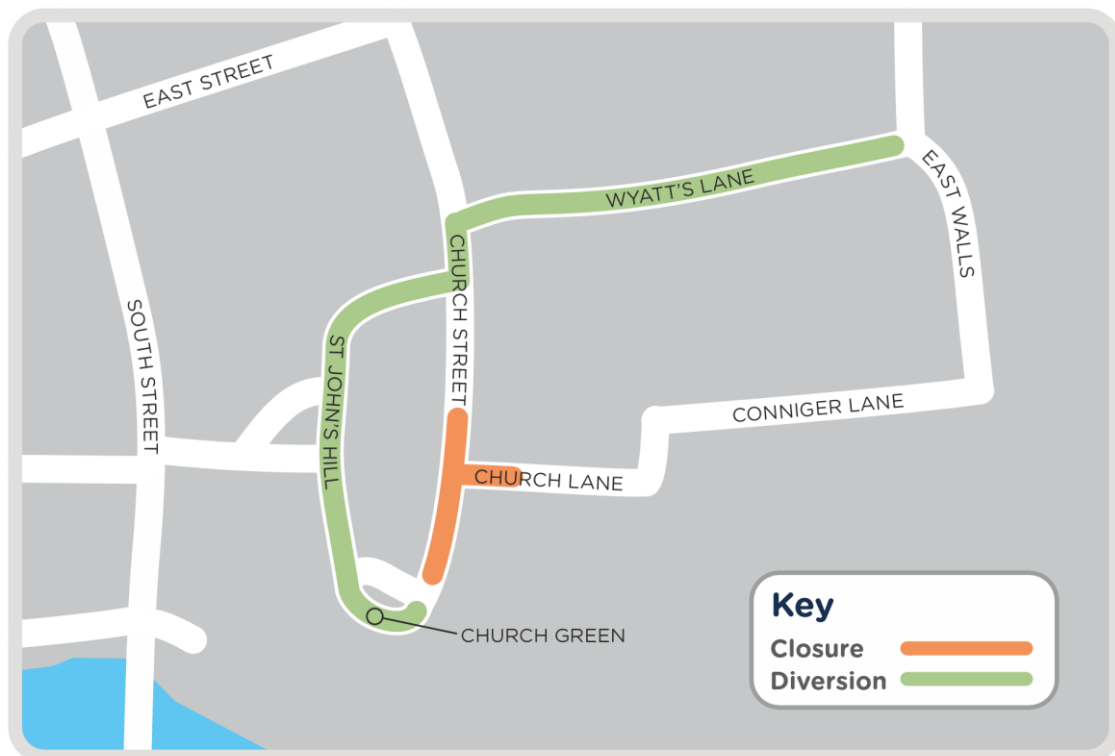 EAST STREET
WYATT'S LANE
EAST WALLS
CHURCH STREET
SOUTH STREET
ST JOHN'S HILL
CONNIGER LANE
CHURCH LANE
CHURCH GREEN
Key
Closure
Diversion